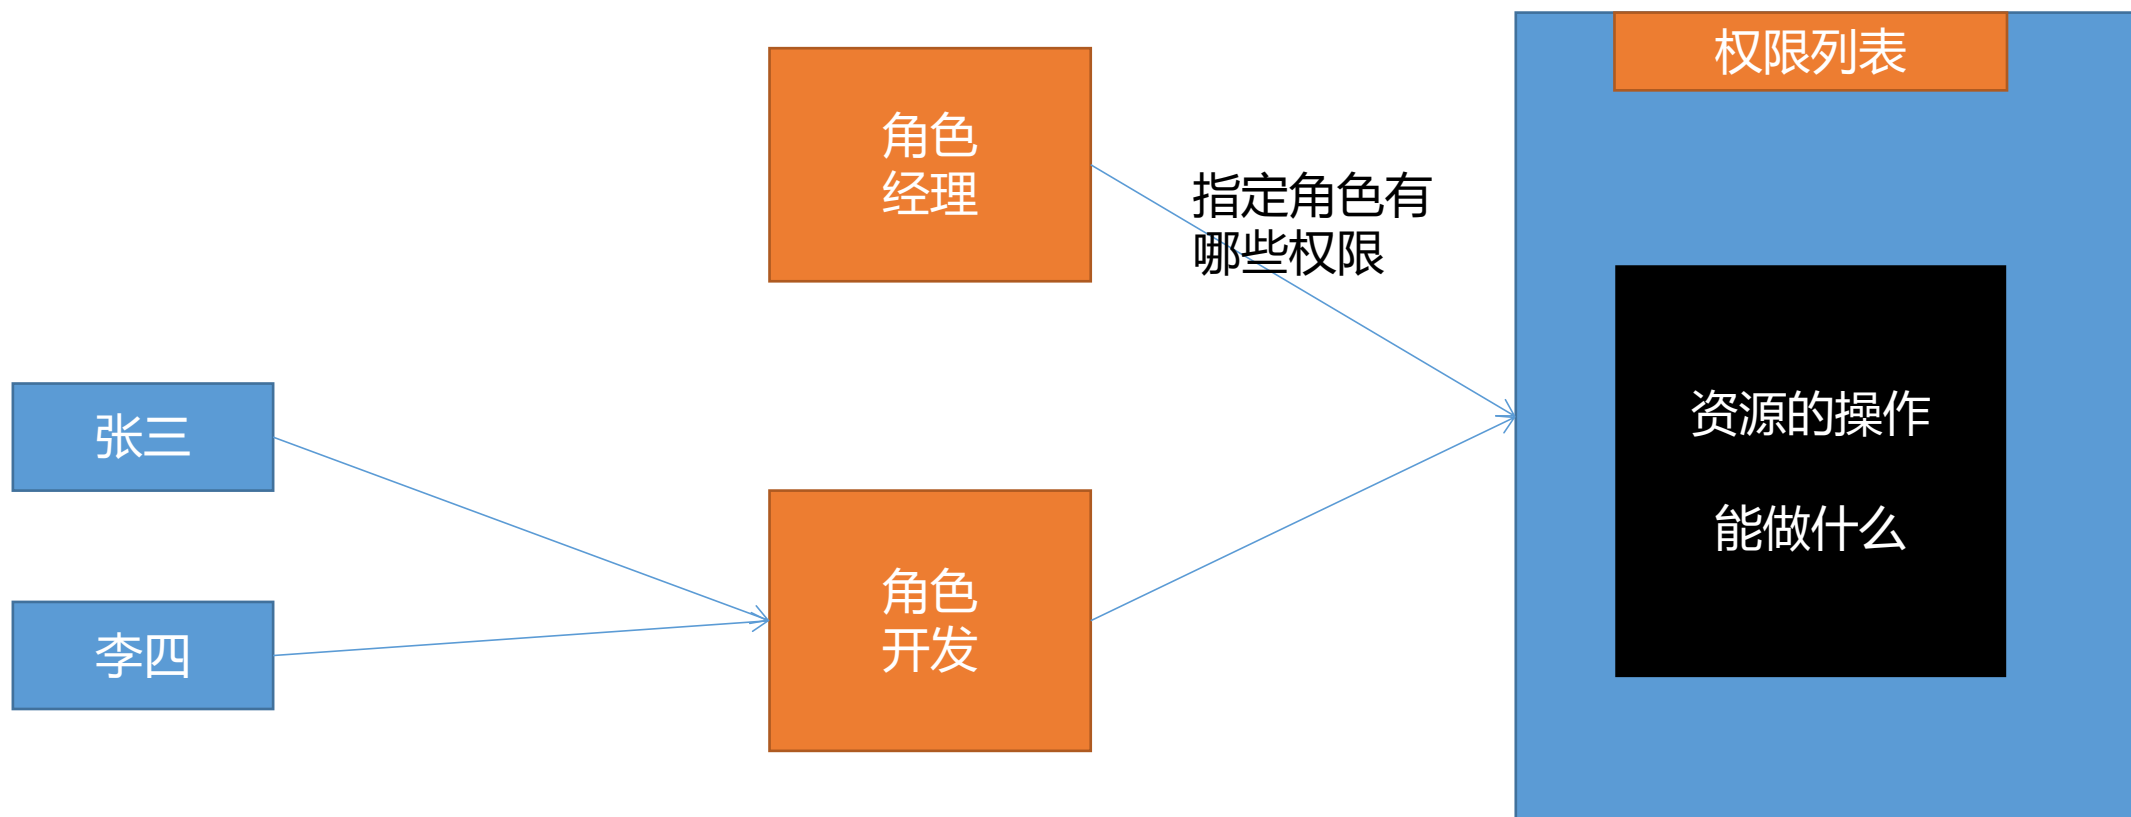 权限列表
角色
经理
指定角色有
哪些权限
张三
资源的操作
能做什么
角色
开发
李四